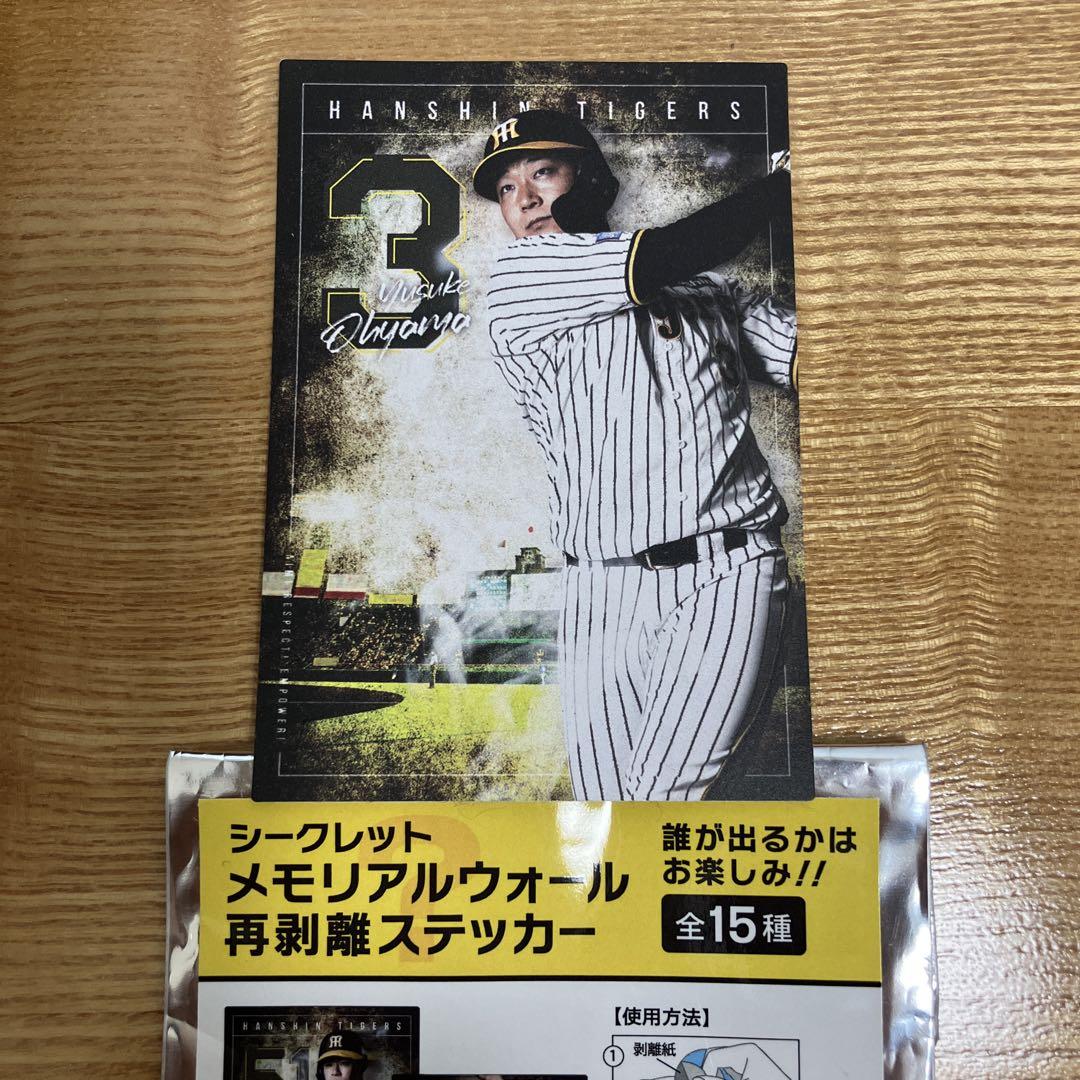 HANSHIN TIGERS
3
Yusuke
Ohyama
RESPECT! EMPOWER!
シークレット
メモリアルウォール
再剥離ステッカー
誰が出るかは
お楽しみ!!
全15種
HANSHIN TIGERS
【使用方法】
① 剥離紙